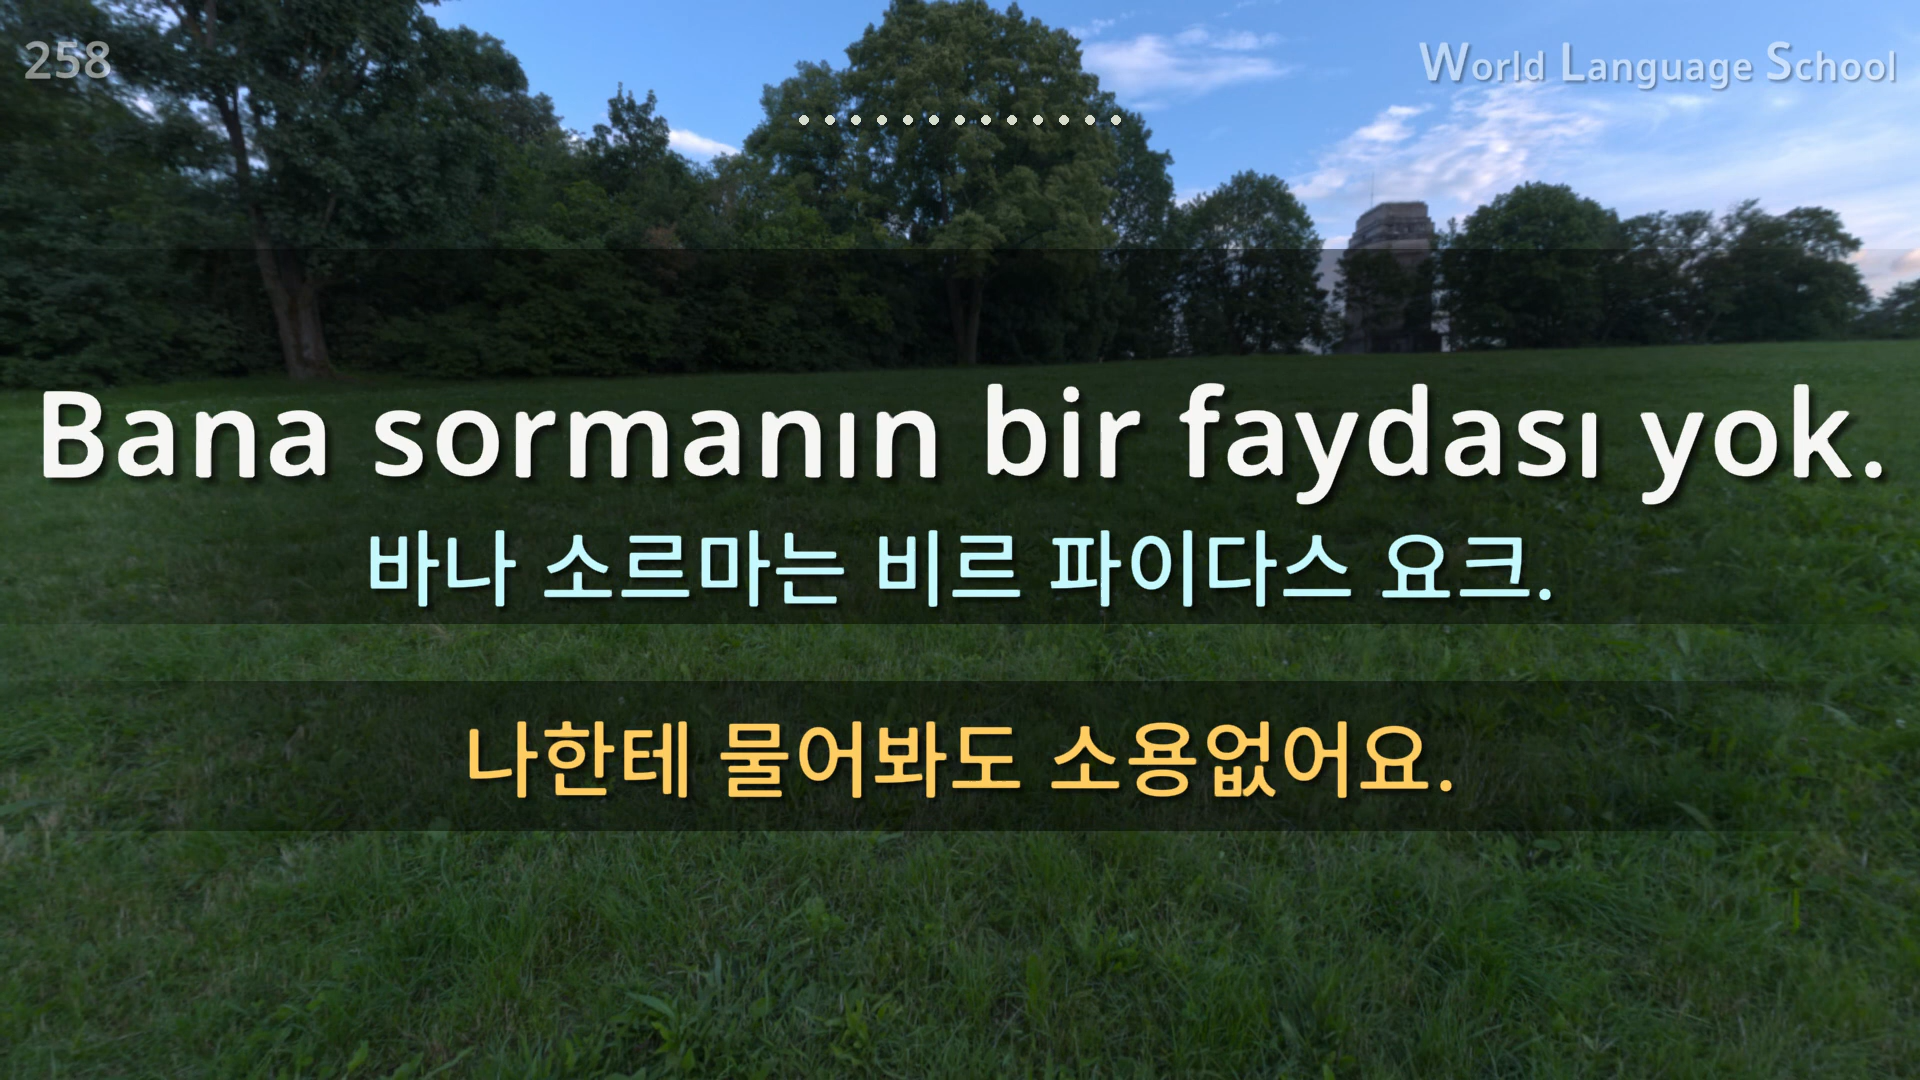 258
World Language School
Bana sormanın bir faydası yok.
바나 소르마는 비르 파이다스 요크.
나한테 물어봐도 소용없어요.